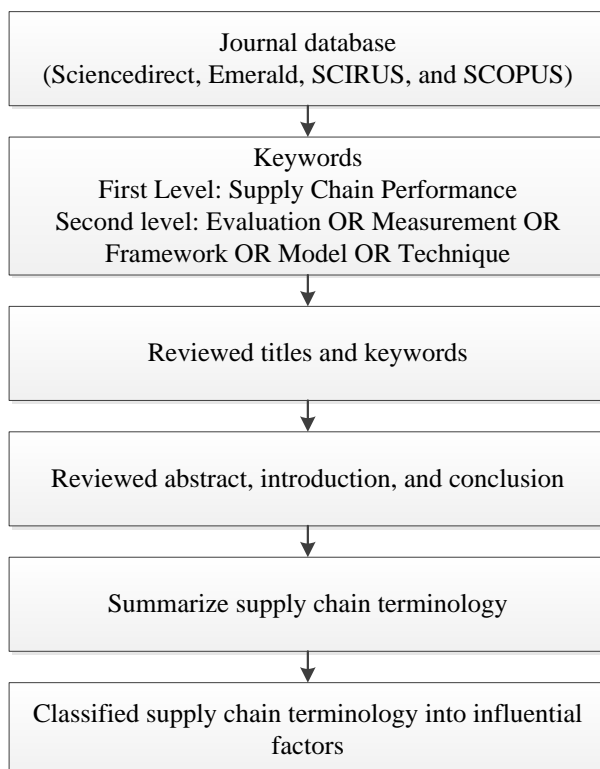 Journal database
(Sciencedirect, Emerald, SCIRUS, and SCOPUS)
Keywords
First Level: Supply Chain Performance
Second level: Evaluation OR Measurement OR
Framework OR Model OR Technique
Reviewed titles and keywords
Reviewed abstract, introduction, and conclusion
Summarize supply chain terminology
Classified supply chain terminology into influential
factors